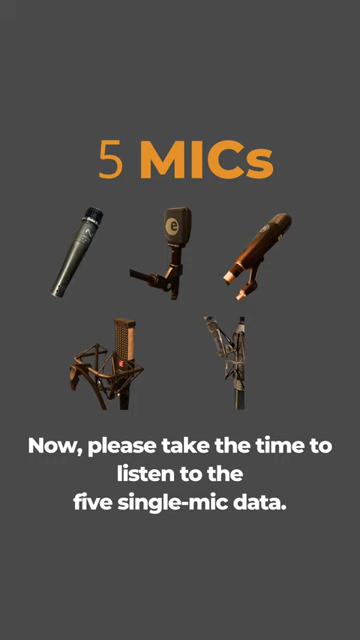 5 MICs
e
Now, please take the time to
listen to the
five single-mic data.